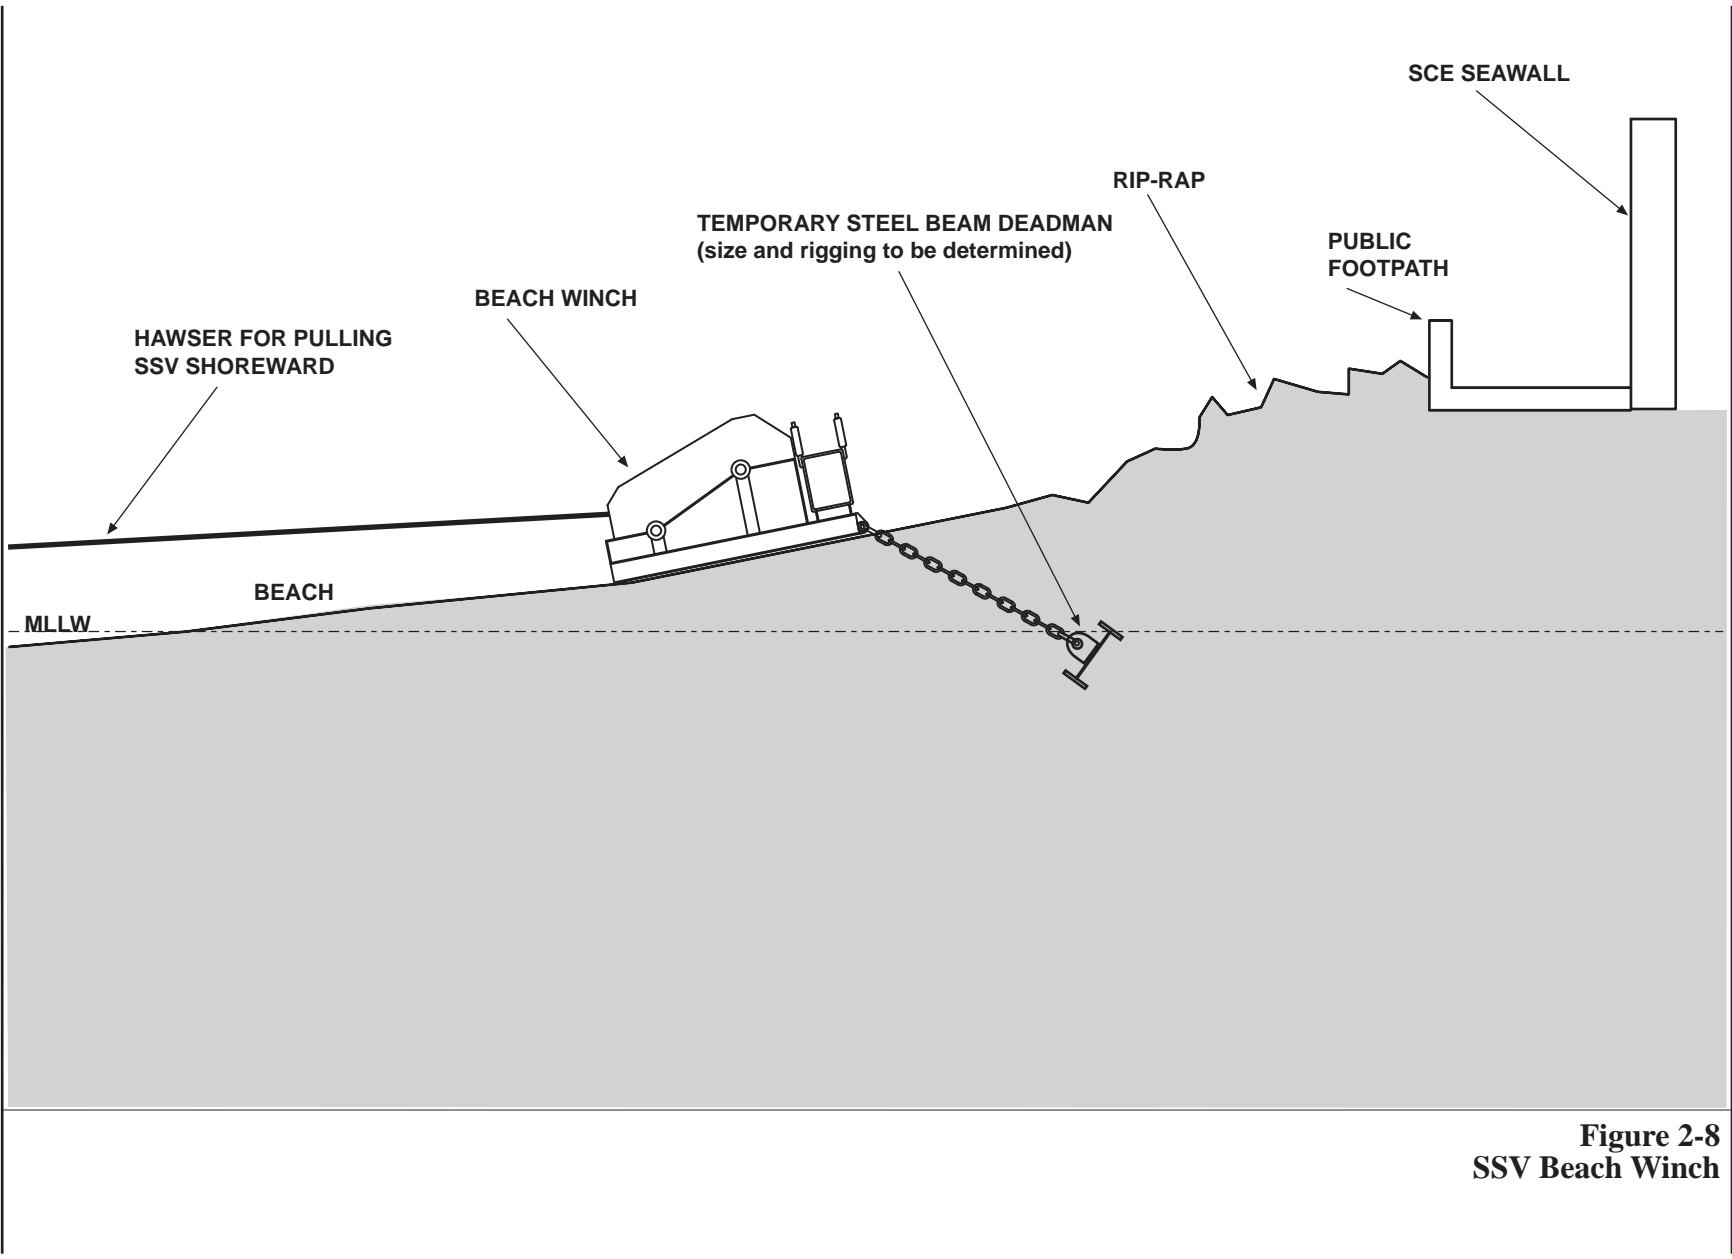 SCE SEAWALL
RIP-RAP
TEMPORARY STEEL BEAM DEADMAN
(size and rigging to be determined)
PUBLIC
FOOTPATH
BEACH WINCH
HAWSER FOR PULLING
SSV SHOREWARD
BEACH
MLLW
Figure 2-8
SSV Beach Winch